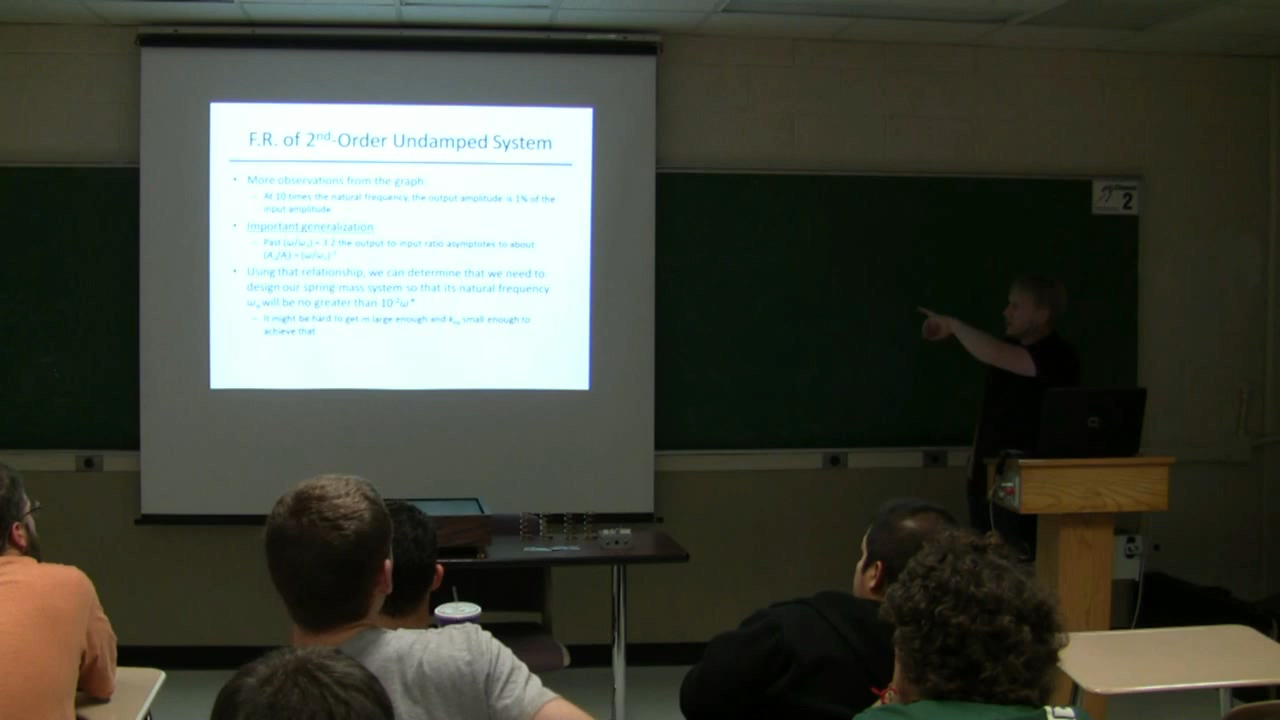 F.R. of 2nd-Order Undamped System
• More observations from the graph:
– At 10 times the natural frequency, the output amplitude is 1% of the
input amplitude
• Important generalization
– Past (ω/ωn) = 3.2 the output to input ratio asymptotes to about
• Using that relationship, we can determine that we need to
design our spring mass system so that its natural frequency
ωn will be no greater than 10⁻²ω*
– It might be hard to get m large enough and keq small enough to
achieve that
2